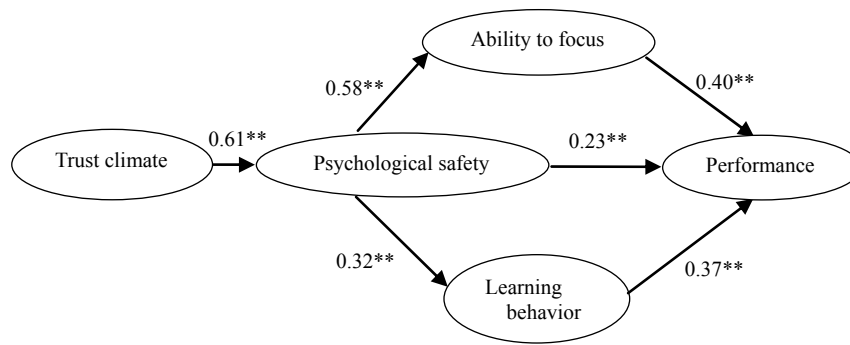 Ability to focus
0.58**
0.40**
0.61**
0.23**
Trust climate
Psychological safety
Performance
0.32**
0.37**
Learning
behavior